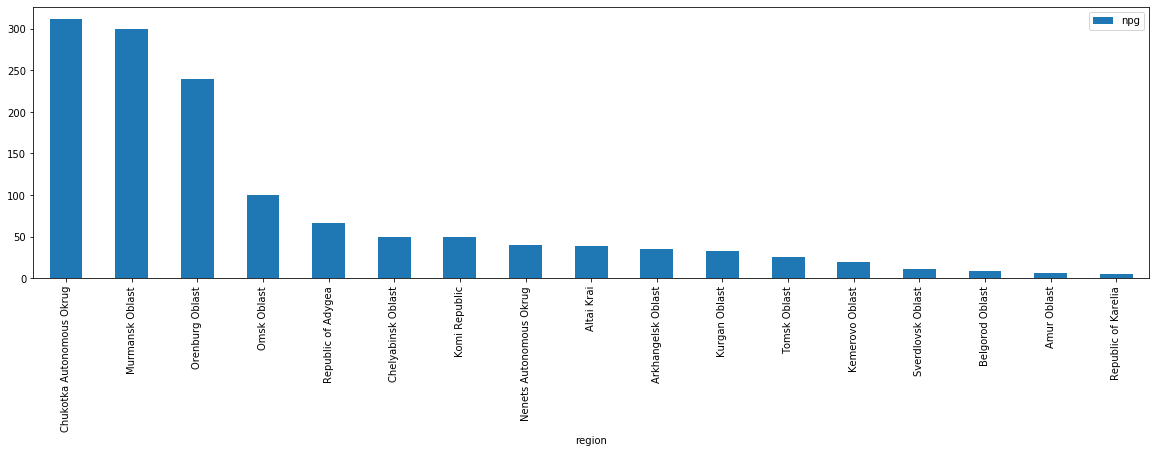 npg
300
250
200
150
100
50
0
Chukotka Autonomous Okrug
Murmansk Oblast
Orenburg Oblast
Omsk Oblast
Republic of Adygea
Chelyabinsk Oblast
Komi Republic
Nenets Autonomous Okrug
Altai Krai
Arkhangelsk Oblast
Kurgan Oblast
Tomsk Oblast
Kemerovo Oblast
Sverdlovsk Oblast
Belgorod Oblast
Amur Oblast
Republic of Karelia
region